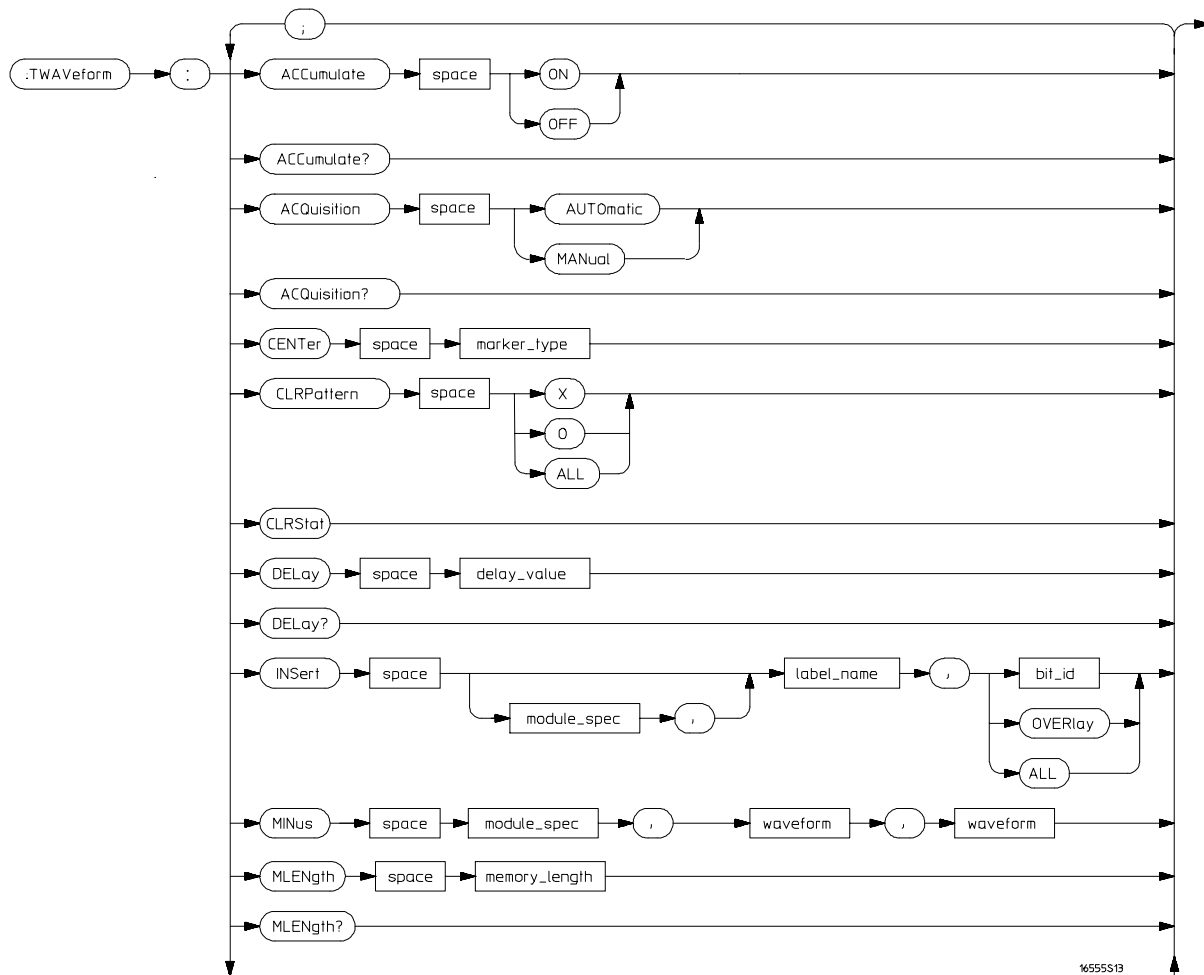 ;
:TWAVeform : ACCumulate space ON
OFF
ACCumulate?
ACQuisition space AUTOmatic
MANual
ACQuisition?
CENTer space marker_type
CLRPattern space X
O
ALL
CLRStat
DELay space delay_value
DELay?
INSert space label_name , bit_id
module_spec , OVERlay
ALL
MINus space module_spec , waveform , waveform
MLENgth space memory_length
MLENgth?
16555S13